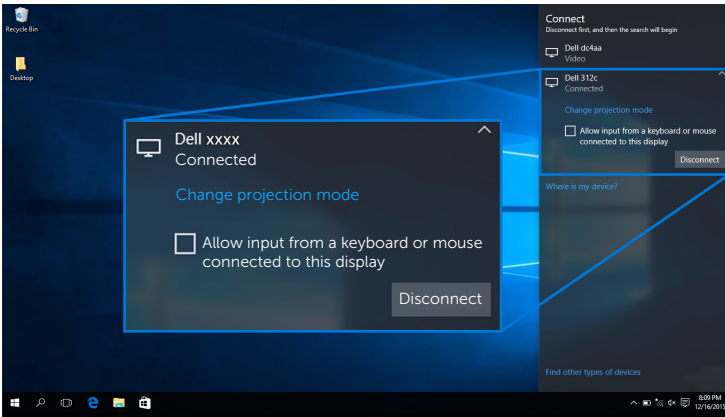 Recycle Bin
Desktop
Dell xxxx
Connected
Change projection mode
Allow input from a keyboard or mouse
connected to this display
Disconnect
Connect
Disconnect first, and then the search will begin
Dell dc4aa
Video
Dell 312c
Connected
Change projection mode
Allow input from a keyboard or mouse
connected to this display
Disconnect
Where is my device?
Find other types of devices
8:09 PM
12/16/2015